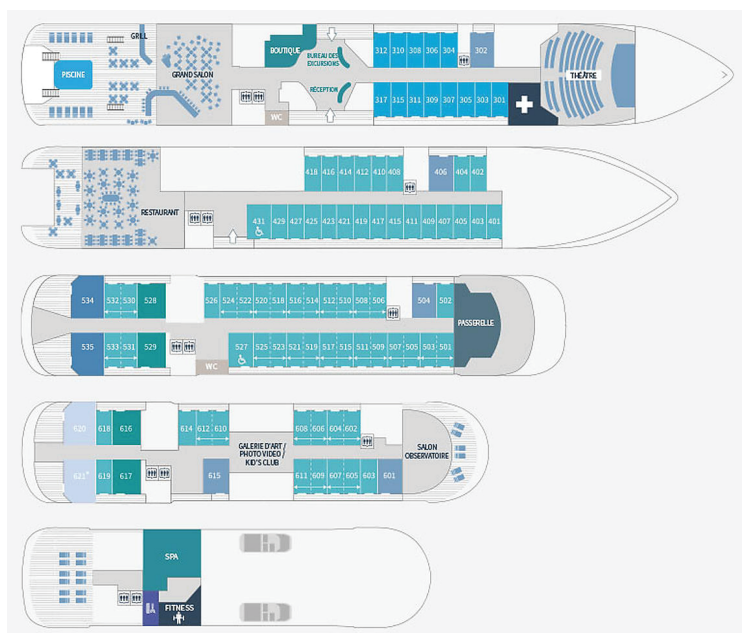 GRILL
BOUTIQUE
BUREAU DES
EXCURSIONS
312 310 308 306 304
302
PISCINE
GRAND SALON
THÉÂTRE
RÉCEPTION
WC
317 315 311 309 307 305 303 301
418 416 414 412 410 408
406 404 402
RESTAURANT
431 429 427 425 423 421 419 417 415 411 409 407 405 403 401
534 532 530 528
526 524 522 520 518 516 514 512 510 508 506
504 502
PASSERELLE
535 533 531 529
WC
527 525 523 521 519 517 515 511 509 507 505 503 501
620 618 616
614 612 610
608 606 604 602
GALERIE D'ART /
PHOTO VIDEO /
KID'S CLUB
SALON
OBSERVATOIRE
621* 619 617
615
611 609 607 605 603 601
SPA
FITNESS